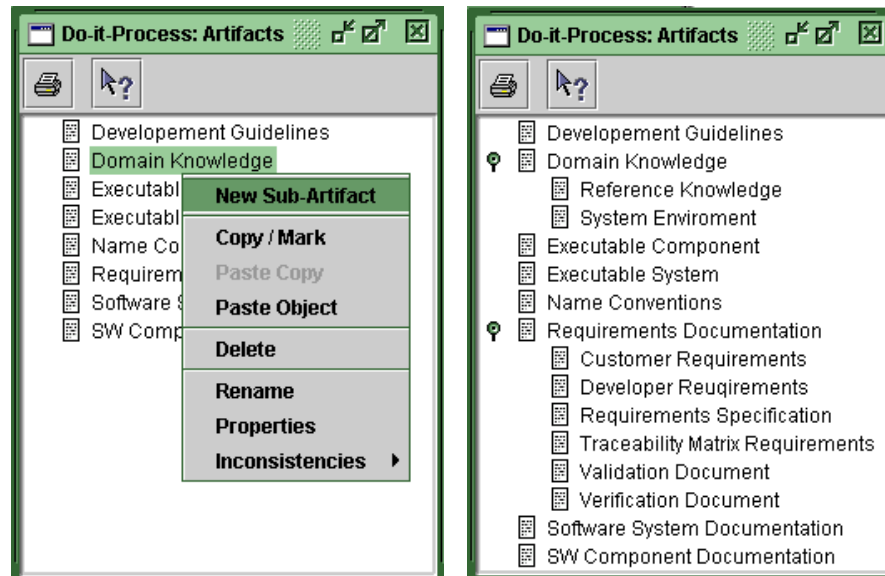 Do-it-Process: Artifacts
Developement Guidelines
Domain Knowledge
Executabl
Executabl
Name Co
Requirem
Software S
SW Comp
New Sub-Artifact
Copy / Mark
Paste Copy
Paste Object
Delete
Rename
Properties
Inconsistencies
Do-it-Process: Artifacts
Developement Guidelines
Domain Knowledge
Reference Knowledge
System Enviroment
Executable Component
Executable System
Name Conventions
Requirements Documentation
Customer Requirements
Developer Reuqirements
Requirements Specification
Traceability Matrix Requirements
Validation Document
Verification Document
Software System Documentation
SW Component Documentation